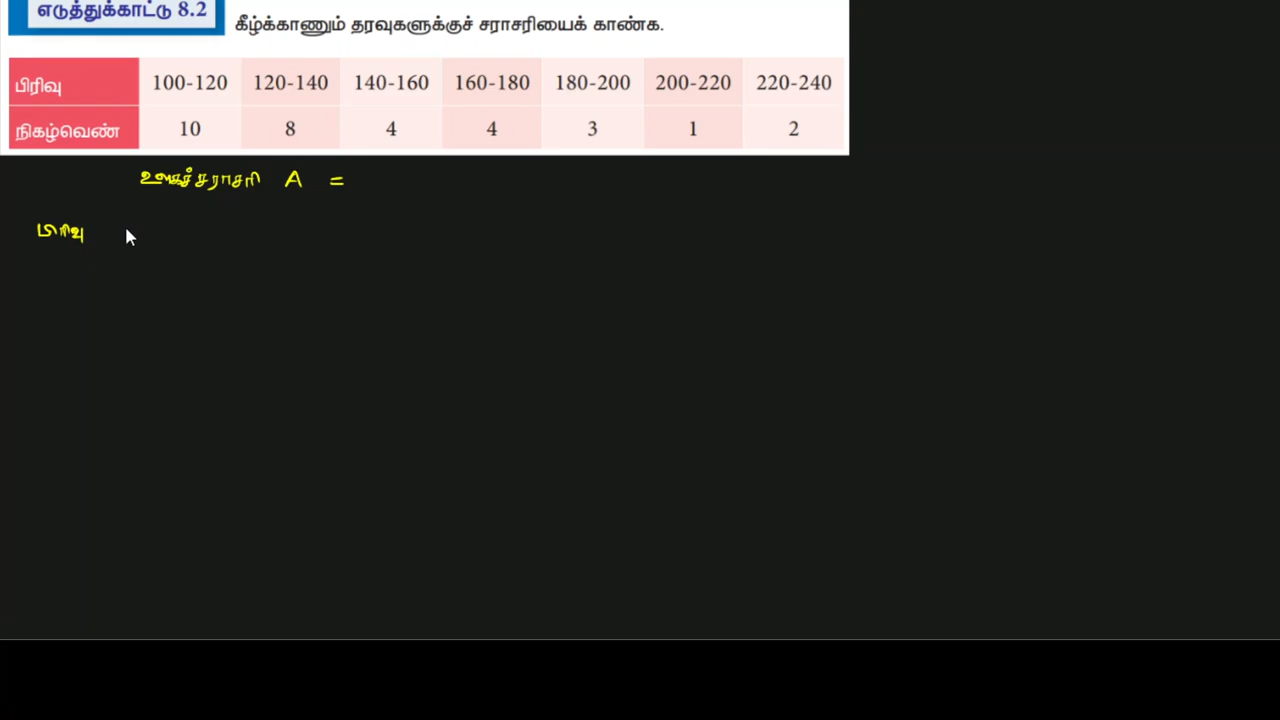 எடுத்துக்காட்டு 8.2
கீழ்க்காணும் தரவுகளுக்குச் சராசரியைக் காண்க.
பிரிவு 100-120 120-140 140-160 160-180 180-200 200-220 220-240
நிகழ்வெண் 10 8 4 4 3 1 2
ஊகச்சராசரி A =
பிரிவு